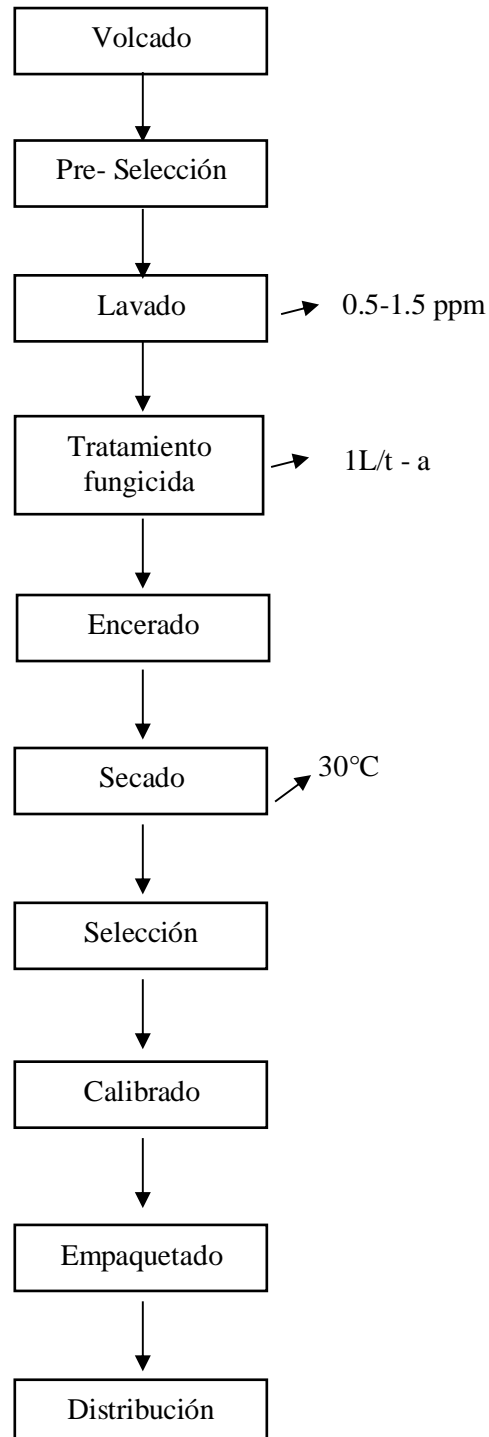 Volcado
Pre- Selección
Lavado
0.5-1.5 ppm
Tratamiento
fungicida
1L/t - a
Encerado
Secado
30°C
Selección
Calibrado
Empaquetado
Distribución